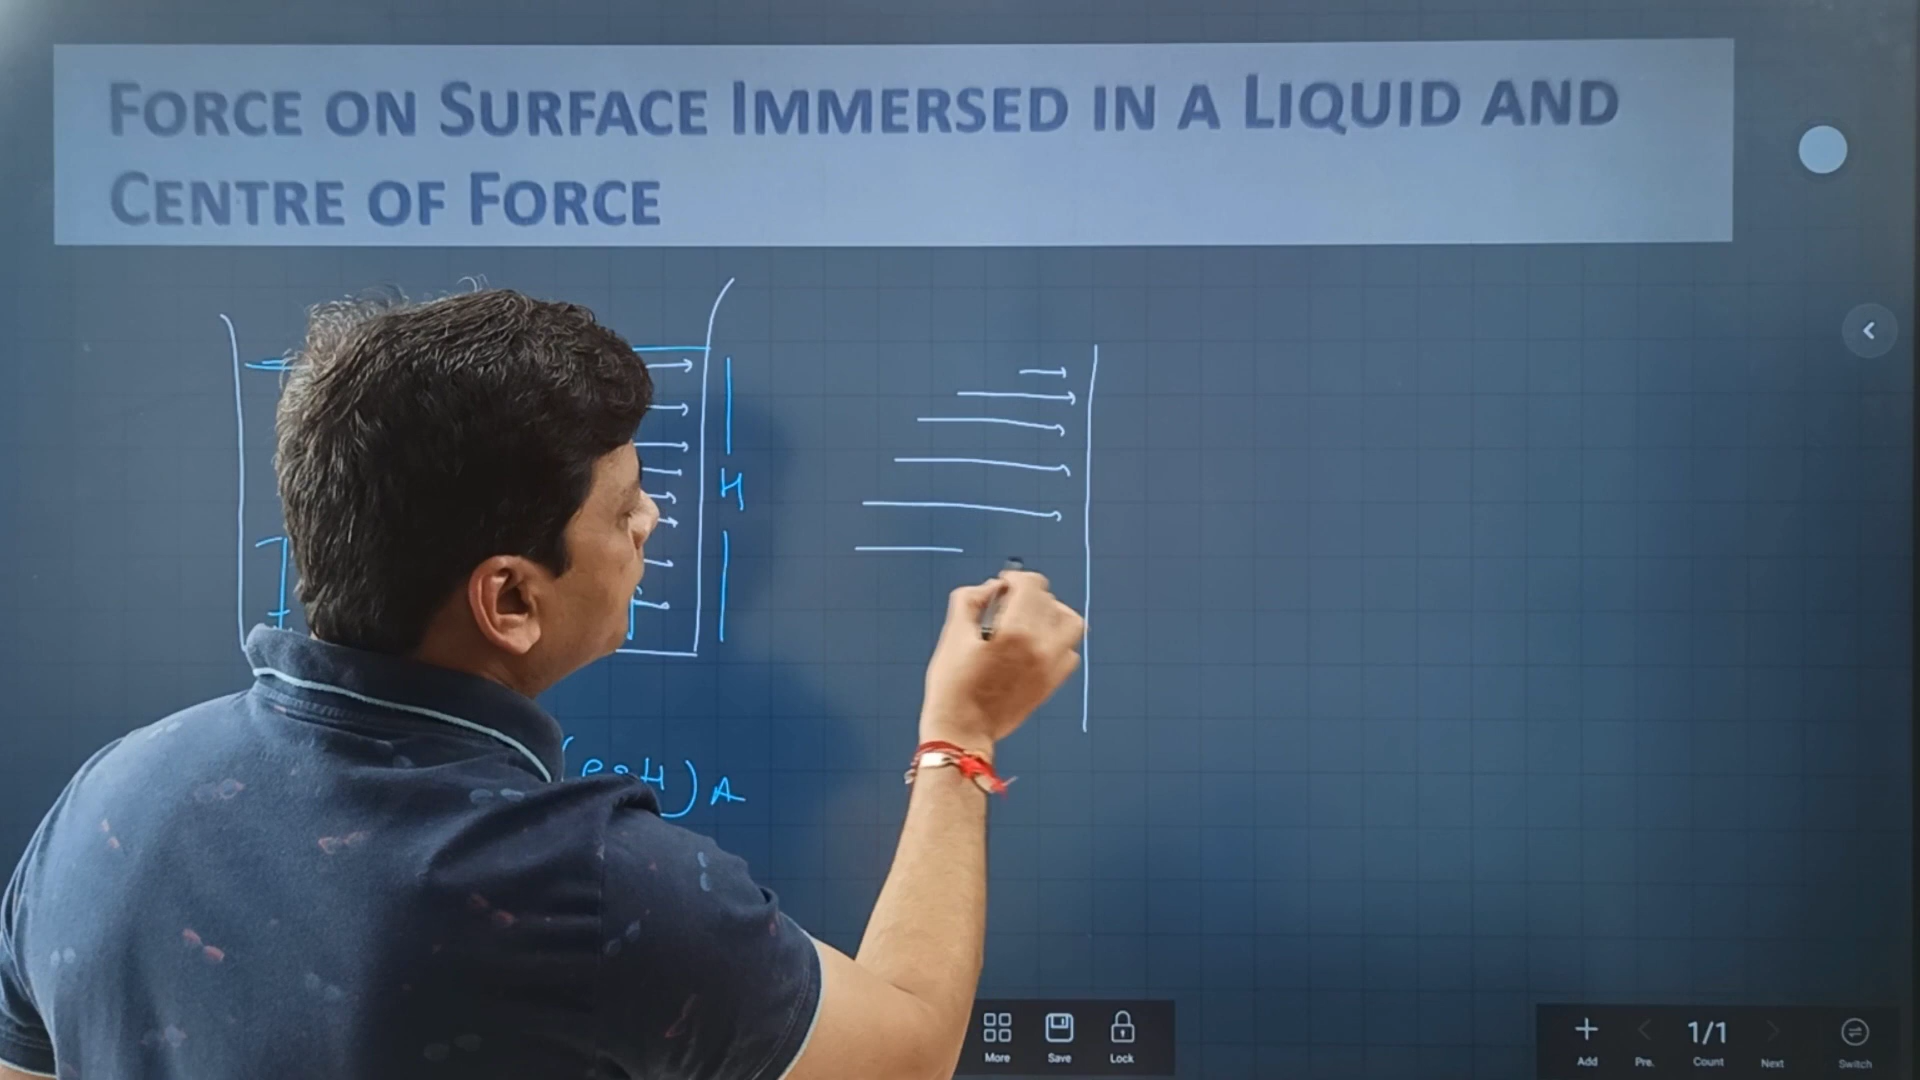 FORCE ON SURFACE IMMERSED IN A LIQUID AND
CENTRE OF FORCE
H
(ρgH) A
More
Save
Lock
Add
Pre.
1/1
Count
Next
Switch